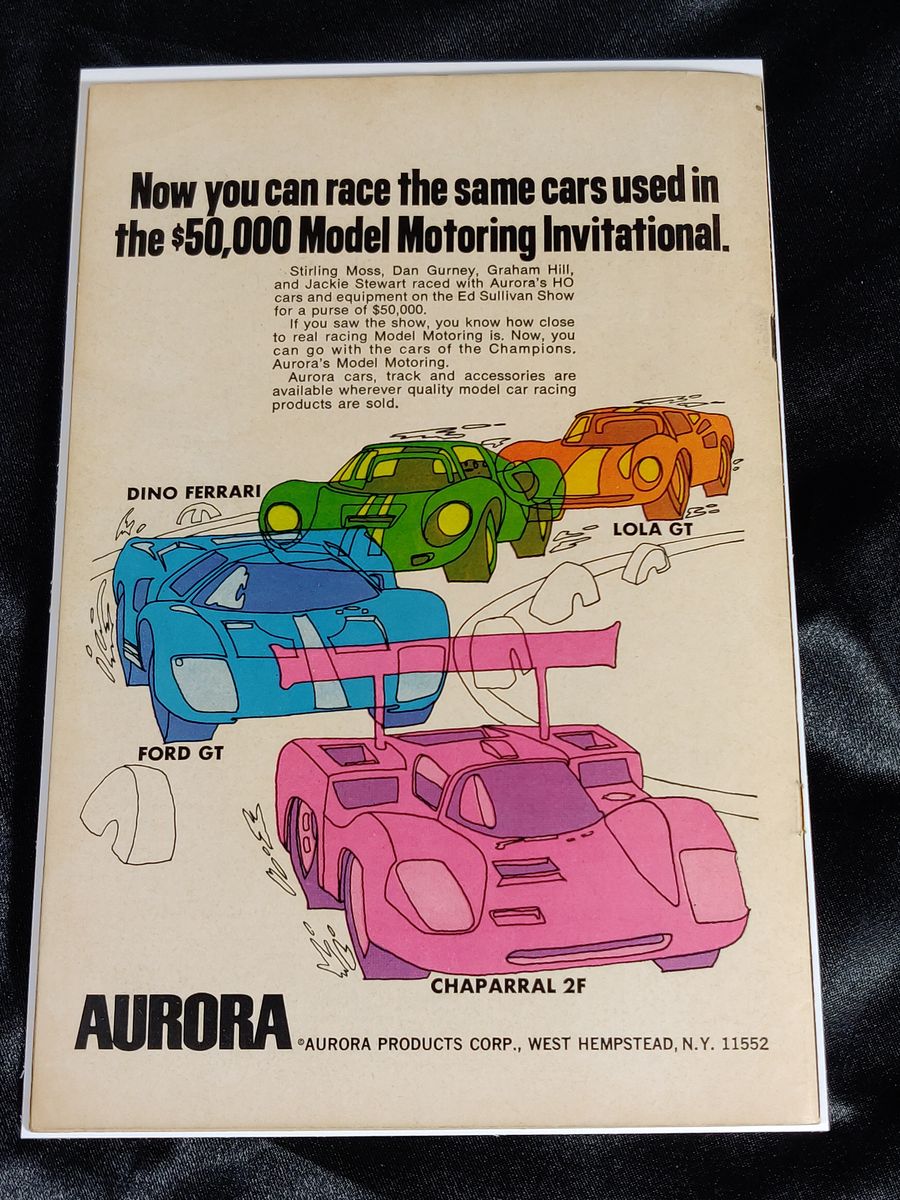 Now you can race the same cars used in
the $50,000 Model Motoring Invitational.
Stirling Moss, Dan Gurney, Graham Hill,
and Jackie Stewart raced with Aurora's HO
cars and equipment on the Ed Sullivan Show
for a purse of $50,000.
If you saw the show, you know how close
to real racing Model Motoring is. Now, you
can go with the cars of the Champions.
Aurora's Model Motoring.
Aurora cars, track and accessories are
available wherever quality model car racing
products are sold.
DINO FERRARI
LOLA GT
FORD GT
CHAPARRAL 2F
AURORA ©AURORA PRODUCTS CORP., WEST HEMPSTEAD, N.Y. 11552